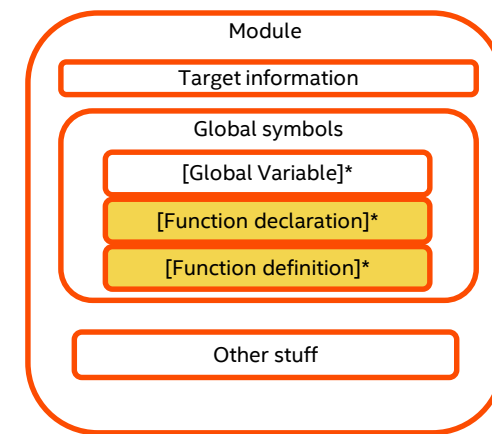 Module
Target information
Global symbols
[Global Variable]*
[Function declaration]*
[Function definition]*
Other stuff